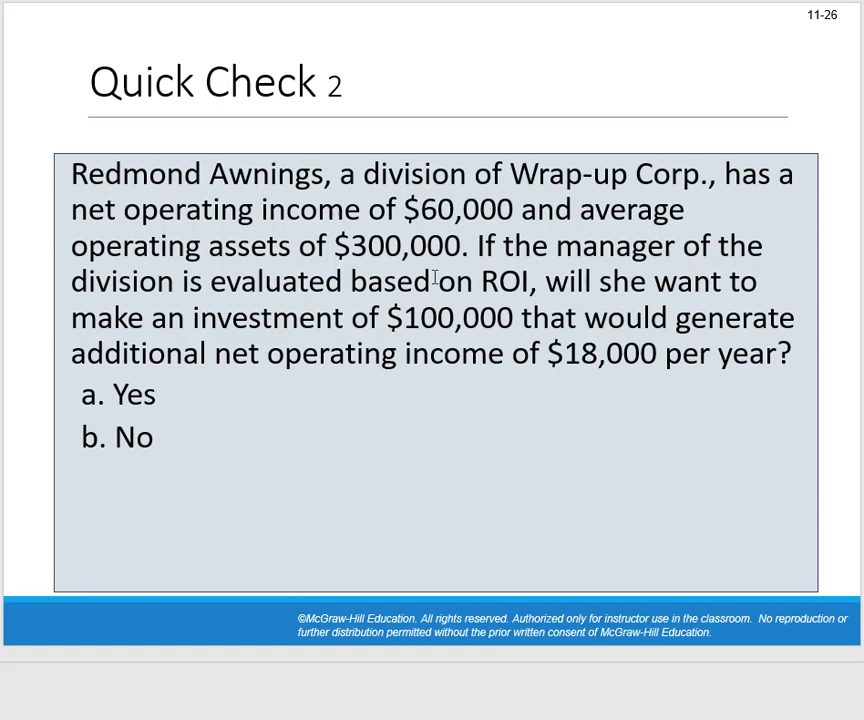 11-26
Quick Check 2
Redmond Awnings, a division of Wrap-up Corp., has a
net operating income of $60,000 and average
operating assets of $300,000. If the manager of the
division is evaluated based on ROI, will she want to
make an investment of $100,000 that would generate
additional net operating income of $18,000 per year?
a. Yes
b. No
©McGraw-Hill Education. All rights reserved. Authorized only for instructor use in the classroom.  No reproduction or
further distribution permitted without the prior written consent of McGraw-Hill Education.